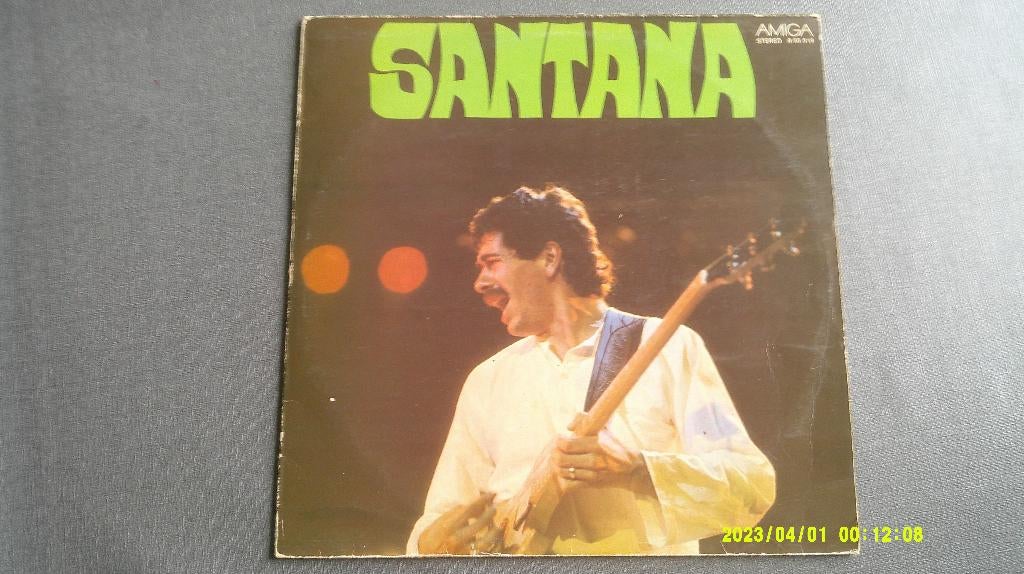 SANTANA
AMIGA
STEREO
2023/04/01 00:12:08